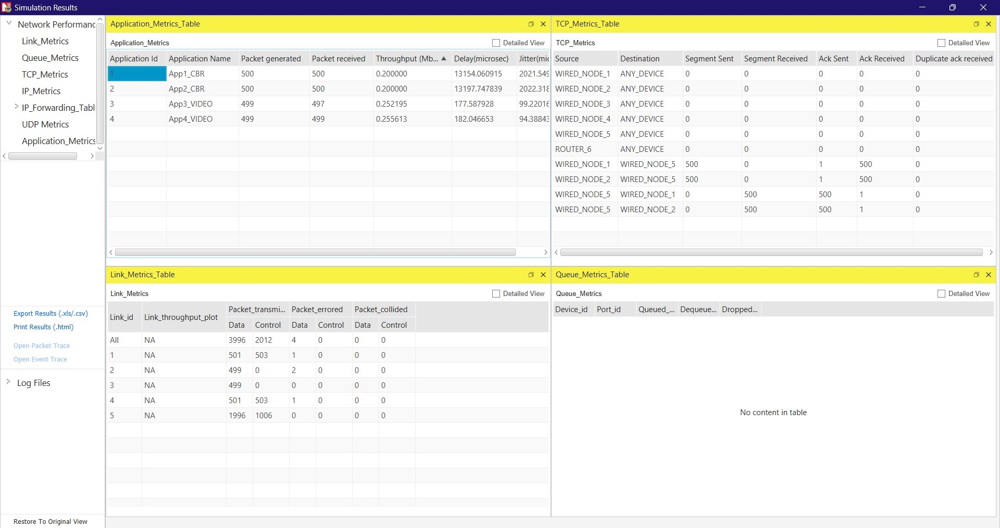 Simulation Results
Network Performanc
Link_Metrics
Queue_Metrics
TCP_Metrics
IP_Metrics
IP_Forwarding_Tabl
UDP Metrics
Application_Metrics
Export Results (.xls/.csv)
Print Results (.html)
Open Packet Trace
Open Event Trace
Log Files
Restore To Original View
Application_Metrics_Table
Application_Metrics Detailed View
Application Id Application Name Packet generated Packet received Throughput (Mb... Delay(microsec) Jitter(mic
1 App1_CBR 500 500 0.200000 13154.060915 2021.549
2 App2_CBR 500 500 0.200000 13197.747839 2022.318
3 App3_VIDEO 499 497 0.252195 177.587928 99.22016
4 App4_VIDEO 499 499 0.255613 182.046653 94.38843
TCP_Metrics_Table
TCP_Metrics Detailed View
Source Destination Segment Sent Segment Received Ack Sent Ack Received Duplicate ack received
WIRED_NODE_1 ANY_DEVICE 0 0 0 0 0
WIRED_NODE_2 ANY_DEVICE 0 0 0 0 0
WIRED_NODE_3 ANY_DEVICE 0 0 0 0 0
WIRED_NODE_4 ANY_DEVICE 0 0 0 0 0
WIRED_NODE_5 ANY_DEVICE 0 0 0 0 0
ROUTER_6 ANY_DEVICE 0 0 0 0 0
WIRED_NODE_1 WIRED_NODE_5 500 0 1 500 0
WIRED_NODE_2 WIRED_NODE_5 500 0 1 500 0
WIRED_NODE_5 WIRED_NODE_1 0 500 500 1 0
WIRED_NODE_5 WIRED_NODE_2 0 500 500 1 0
Link_Metrics_Table
Link_Metrics Detailed View
Link_id Link_throughput_plot Packet_transmi... Packet_errored Packet_collided
Data Control Data Control Data Control
All NA 3996 2012 4 0 0 0
1 NA 501 503 1 0 0 0
2 NA 499 0 2 0 0 0
3 NA 499 0 0 0 0 0
4 NA 501 503 1 0 0 0
5 NA 1996 1006 0 0 0 0
Queue_Metrics_Table
Queue_Metrics Detailed View
Device_id Port_id Queued_... Dequeue... Dropped...
No content in table